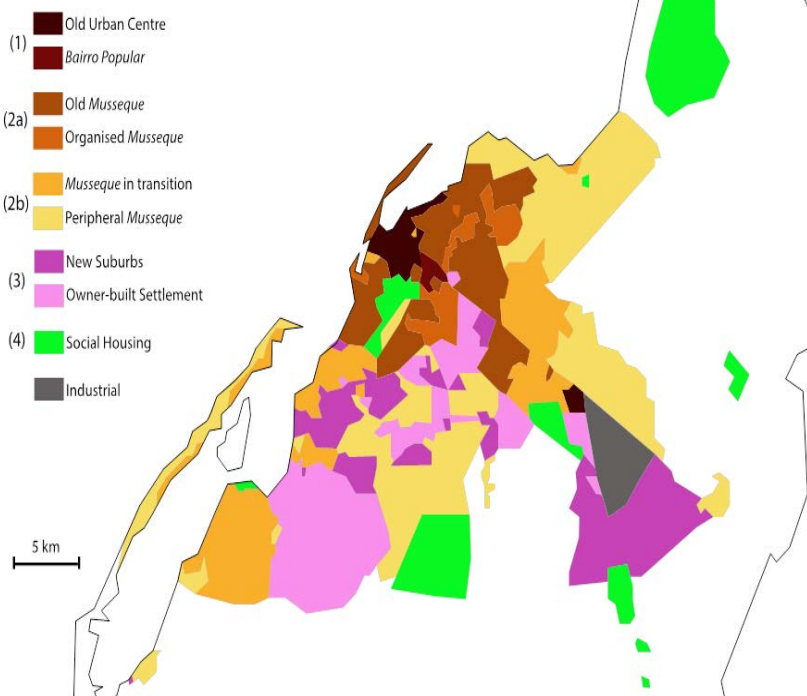 (1)
Old Urban Centre
Bairro Popular
(2a)
Old Musseque
Organised Musseque
(2b)
Musseque in transition
Peripheral Musseque
(3)
New Suburbs
Owner-built Settlement
(4)
Social Housing
Industrial
5 km